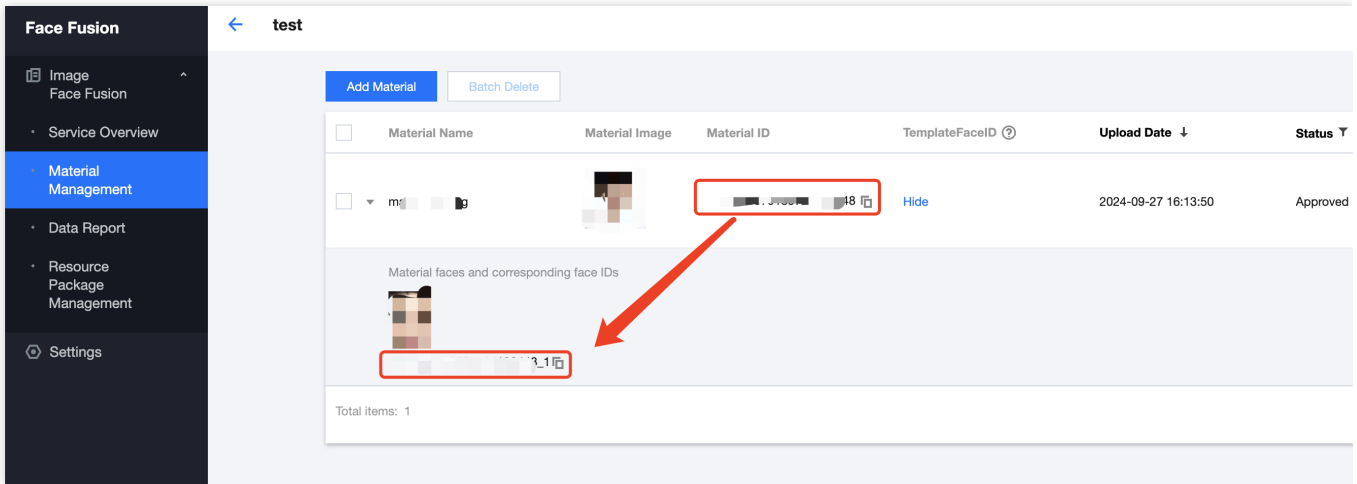 Face Fusion
test
Image
Face Fusion
Service Overview
Material
Management
Data Report
Resource
Package
Management
Settings
Add Material
Batch Delete
Material Name
Material Image
Material ID
TemplateFaceID
Upload Date
Status
Hide
2024-09-27 16:13:50
Approved
Material faces and corresponding face IDs
Total items: 1